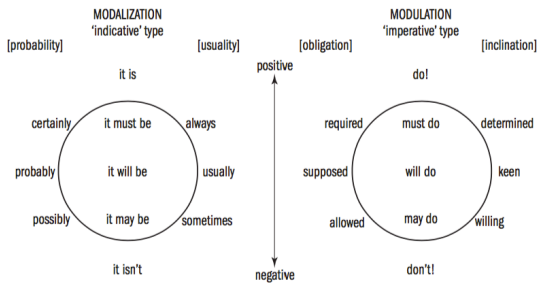 MODALIZATION
‘indicative’ type
[probability]
[usuality]
it is
certainly
it must be
always
probably
it will be
usually
possibly
it may be
sometimes
it isn’t
positive
negative
MODULATION
‘imperative’ type
[obligation]
[inclination]
do!
required
must do
determined
supposed
will do
keen
allowed
may do
willing
don’t!